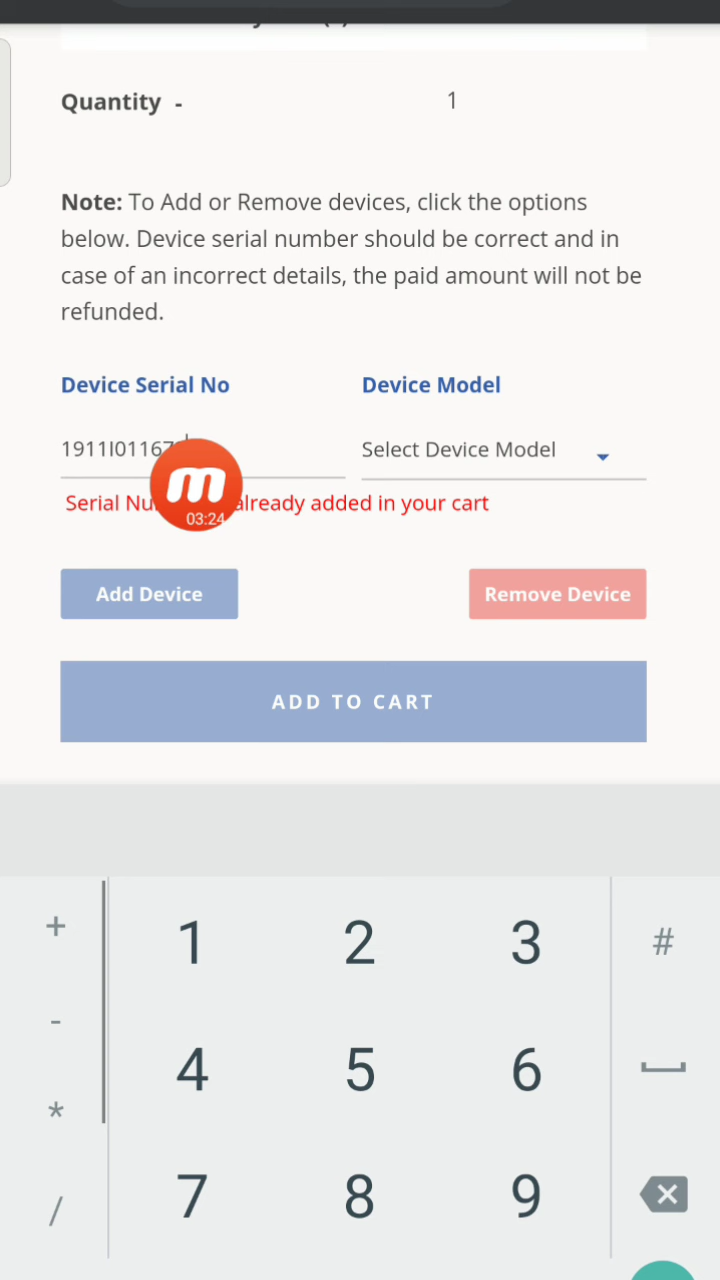 Quantity - 1
Note: To Add or Remove devices, click the options
below. Device serial number should be correct and in
case of an incorrect details, the paid amount will not be
refunded.
Device Serial No Device Model
Select Device Model
m
03:24
Serial already added in your cart
Add Device Remove Device
ADD TO CART
+ 1 2 3 #
-
4 5 6
*
7 8 9
/